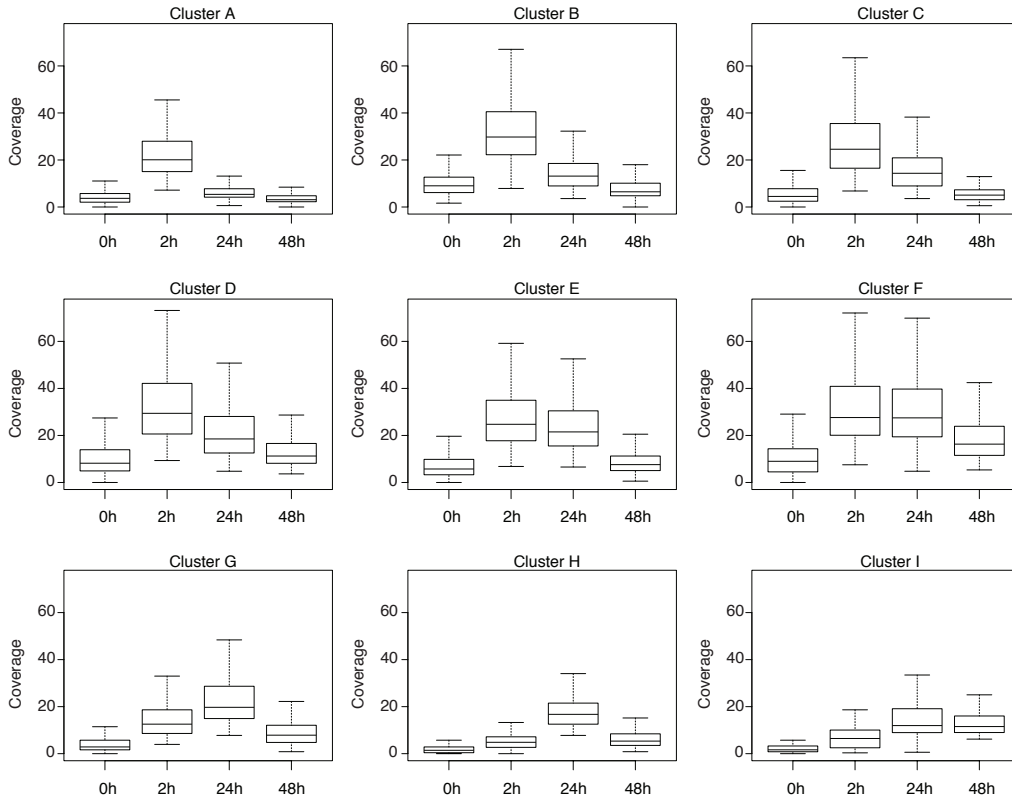 Cluster A
Cluster B
Cluster C
Coverage
60
40
20
0
0h 2h 24h 48h
Coverage
60
40
20
0
0h 2h 24h 48h
Coverage
60
40
20
0
0h 2h 24h 48h
Cluster D
Cluster E
Cluster F
Coverage
60
40
20
0
0h 2h 24h 48h
Coverage
60
40
20
0
0h 2h 24h 48h
Coverage
60
40
20
0
0h 2h 24h 48h
Cluster G
Cluster H
Cluster I
Coverage
60
40
20
0
0h 2h 24h 48h
Coverage
60
40
20
0
0h 2h 24h 48h
Coverage
60
40
20
0
0h 2h 24h 48h